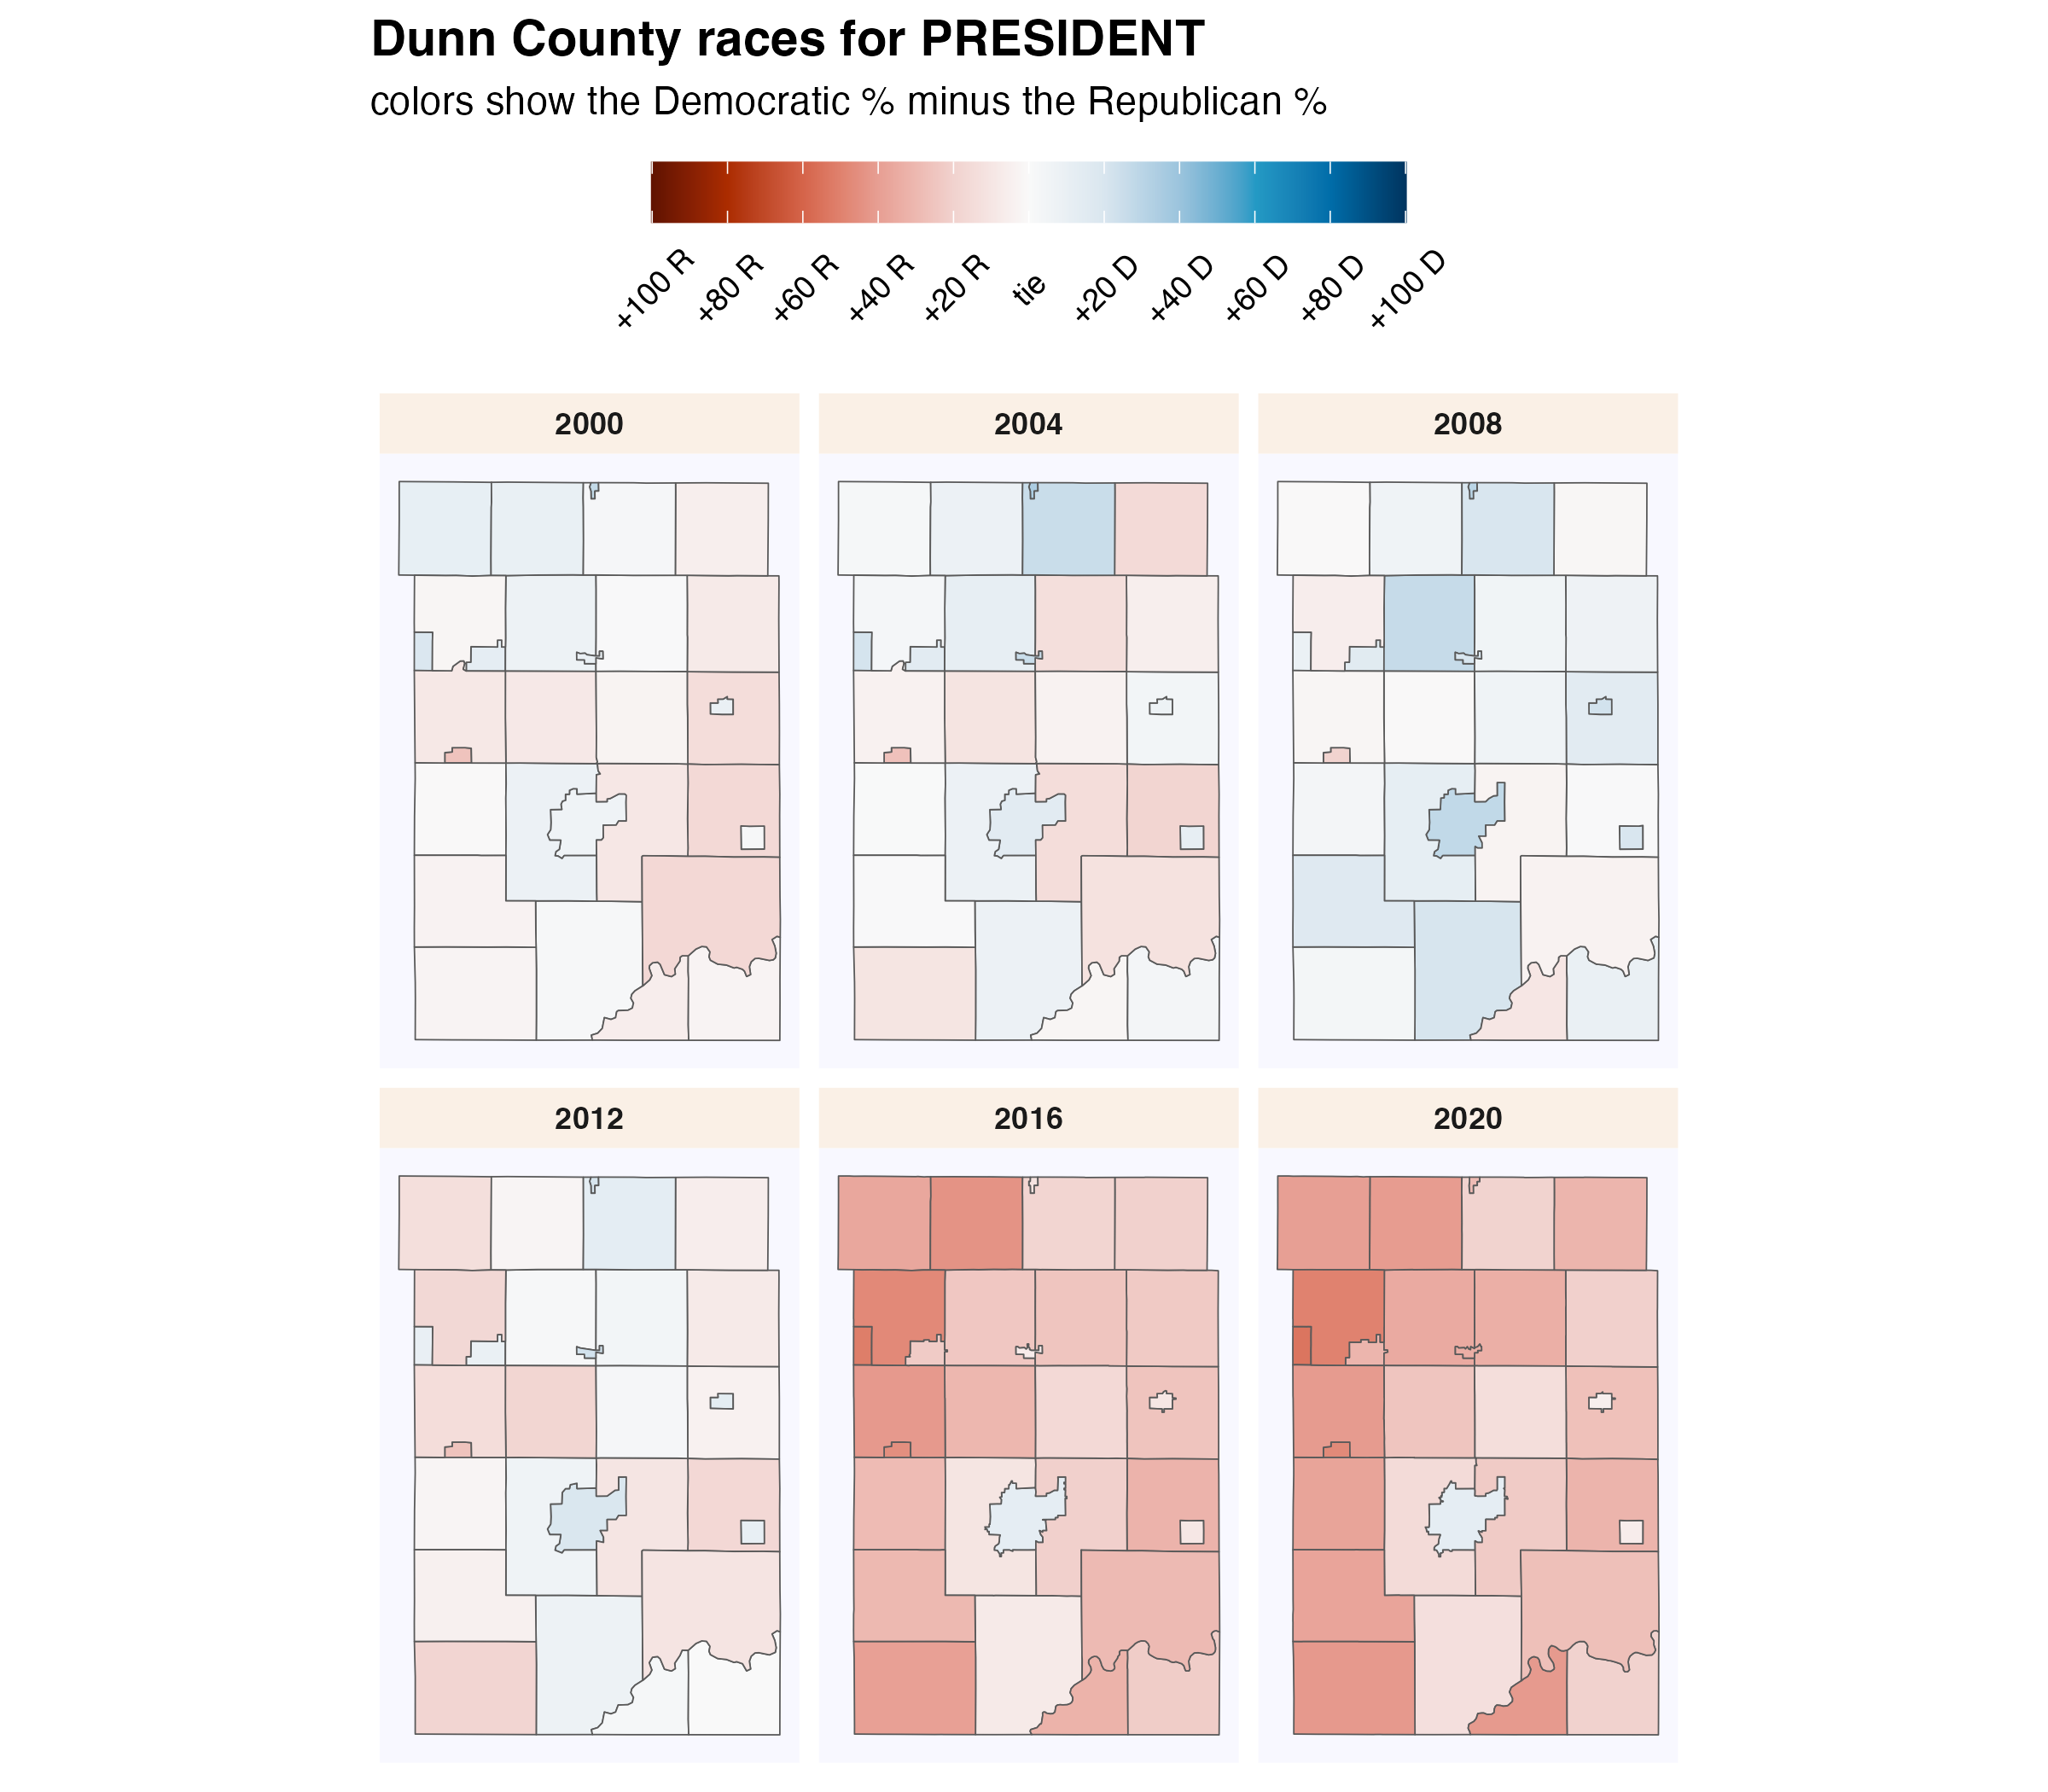 Dunn County races for PRESIDENT
colors show the Democratic % minus the Republican %
+100 R +80 R +60 R +40 R +20 R tie +20 D +40 D +60 D +80 D +100 D
2000 2004 2008
2012 2016 2020